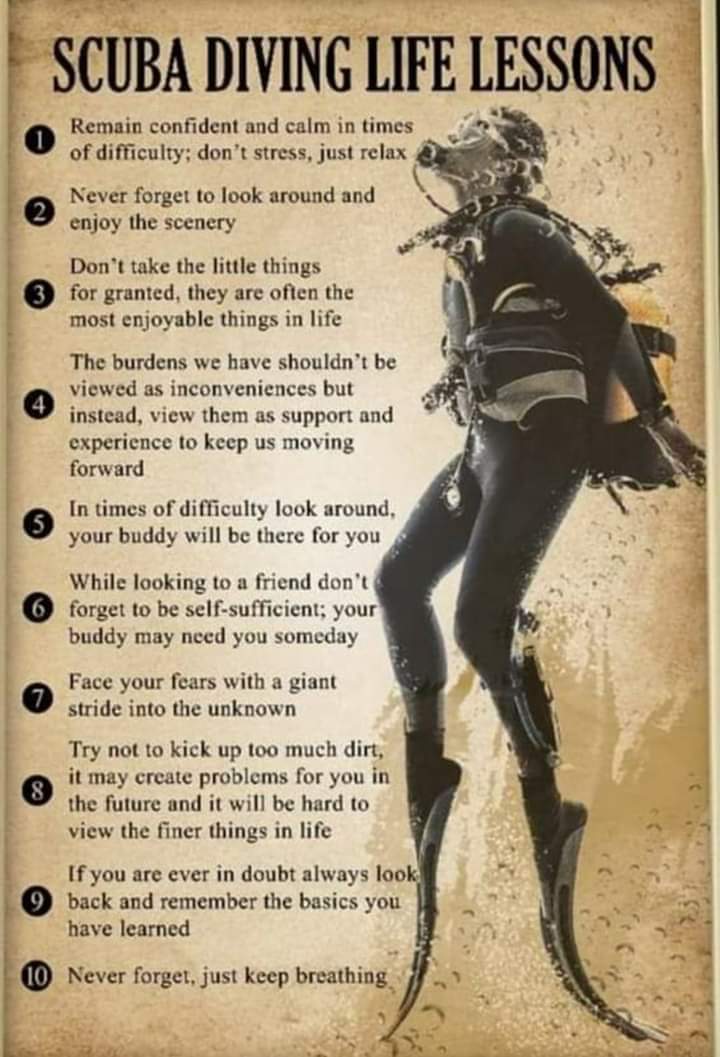 SCUBA DIVING LIFE LESSONS
1
Remain confident and calm in times
of difficulty; don't stress, just relax
2
Never forget to look around and
enjoy the scenery
3
Don't take the little things
for granted, they are often the
most enjoyable things in life
4
The burdens we have shouldn't be
viewed as inconveniences but
instead, view them as support and
experience to keep us moving
forward
5
In times of difficulty look around,
your buddy will be there for you
6
While looking to a friend don't
forget to be self-sufficient; your
buddy may need you someday
7
Face your fears with a giant
stride into the unknown
8
Try not to kick up too much dirt,
it may create problems for you in
the future and it will be hard to
view the finer things in life
9
If you are ever in doubt always look
back and remember the basics you
have learned
10
Never forget, just keep breathing